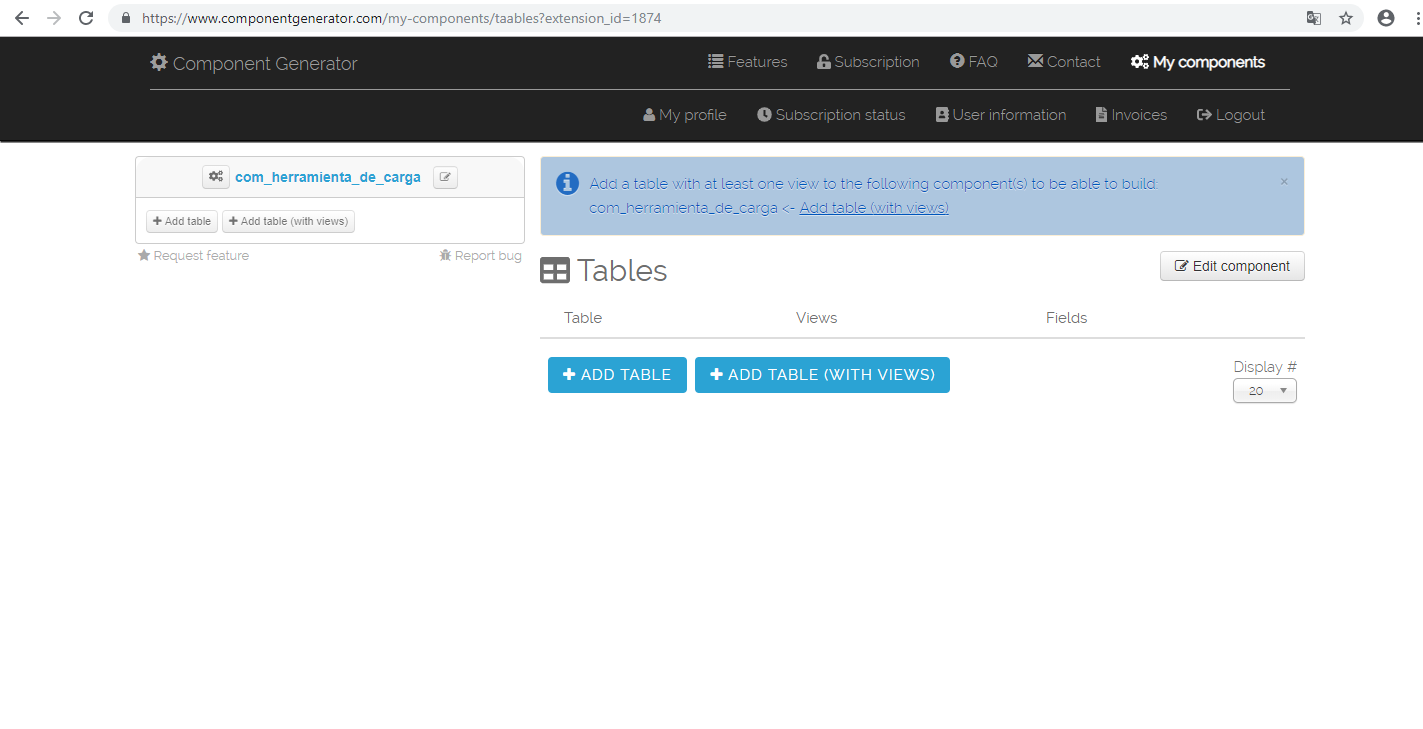 https://www.componentgenerator.com/my-components/taables?extension_id=1874
Component Generator
Features Subscription FAQ Contact My components
My profile Subscription status User information Invoices Logout
com_herramienta_de_carga
Add table Add table (with views)
Request feature Report bug
Add a table with at least one view to the following component(s) to be able to build:
com_herramienta_de_carga <- Add table (with views)
×
Tables
Edit component
Table Views Fields
ADD TABLE ADD TABLE (WITH VIEWS)
Display #
20